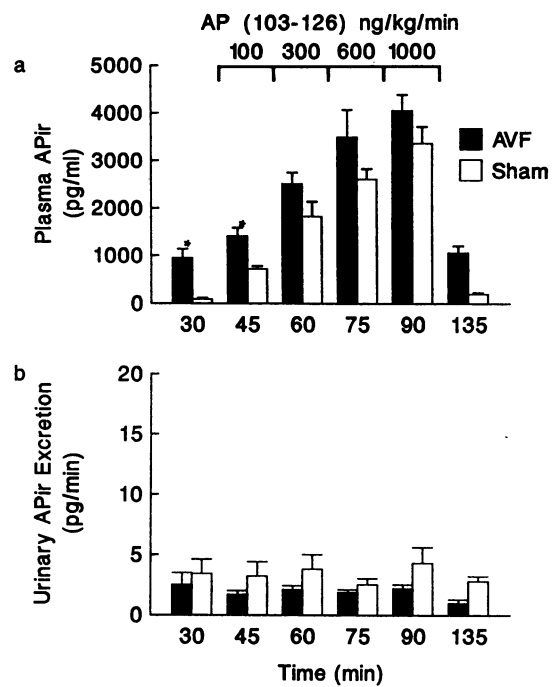 AP (103-126) ng/kg/min
100 300 600 1000
a
Plasma APir
(pg/ml)
5000
4000
3000
2000
1000
0
AVF
Sham
* *
30 45 60 75 90 135
b
Urinary APir Excretion
(pg/min)
20
15
10
5
0
30 45 60 75 90 135
Time (min)